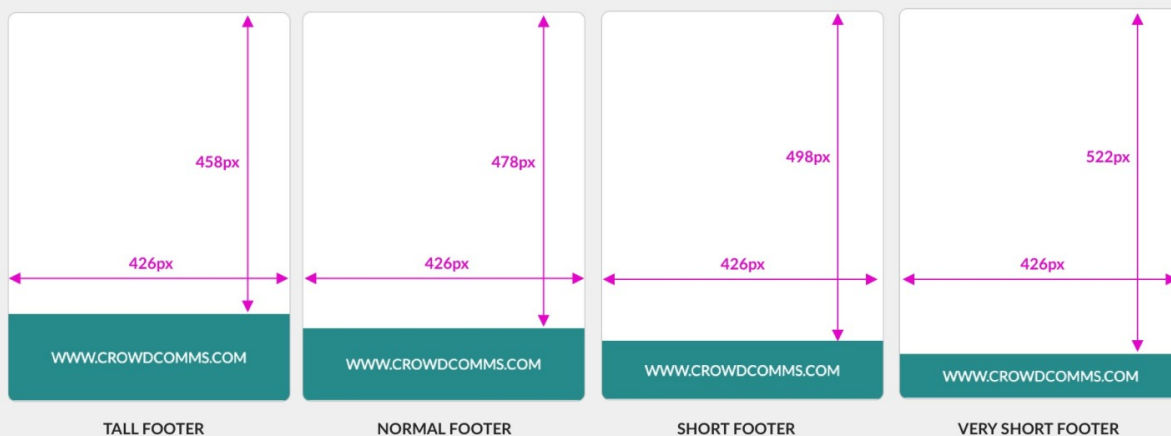 458px
478px
498px
522px
426px
426px
426px
426px
WWW.CROWDCOMMS.COM
WWW.CROWDCOMMS.COM
WWW.CROWDCOMMS.COM
WWW.CROWDCOMMS.COM
TALL FOOTER
NORMAL FOOTER
SHORT FOOTER
VERY SHORT FOOTER